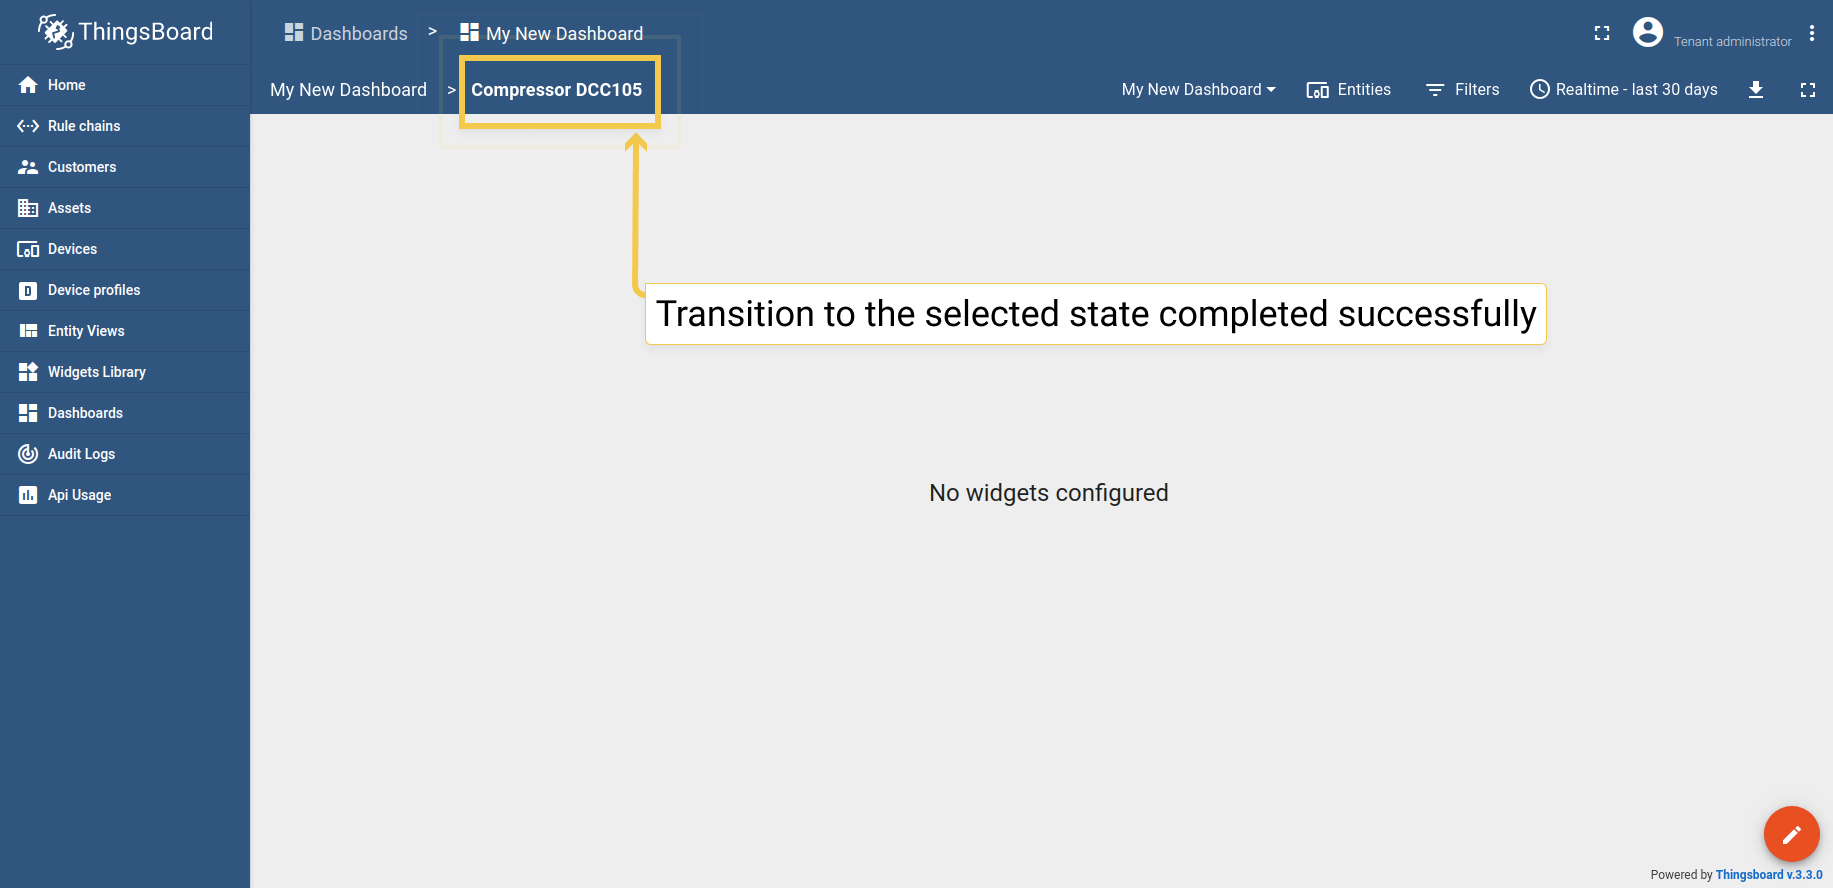 ThingsBoard
Dashboards > My New Dashboard
Tenant administrator
My New Dashboard > Compressor DCC105
My New Dashboard
Entities
Filters
Realtime - last 30 days
Home
Rule chains
Customers
Assets
Devices
Device profiles
Entity Views
Widgets Library
Dashboards
Audit Logs
Api Usage
Transition to the selected state completed successfully
No widgets configured
Powered by Thingsboard v.3.3.0